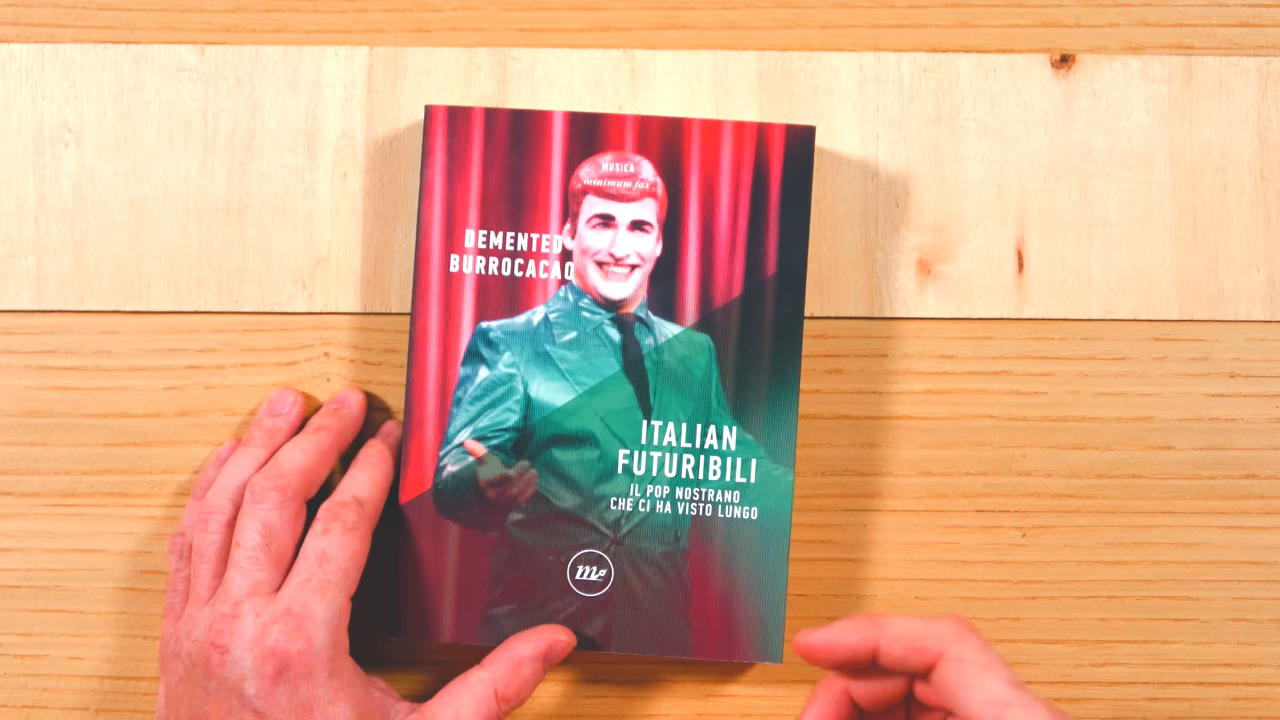 MUSICA
minimum fax
DEMENTED
BURROCACAO
ITALIAN
FUTURIBILI
IL POP NOSTRANO
CHE CI HA VISTO LUNGO
m